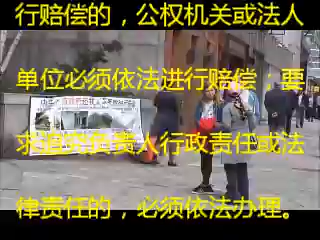 行赔偿的，公权机关或法人
单位必须依法进行赔偿；要
求追究负责人行政责任或法
律责任的，必须依法办理。